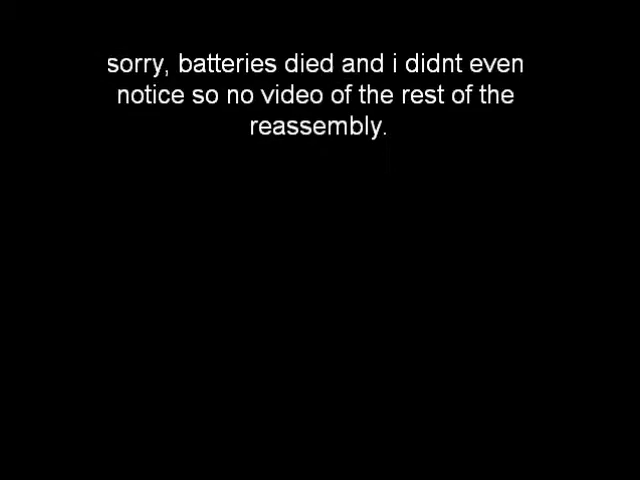 sorry, batteries died and i didnt even
notice so no video of the rest of the
reassembly.